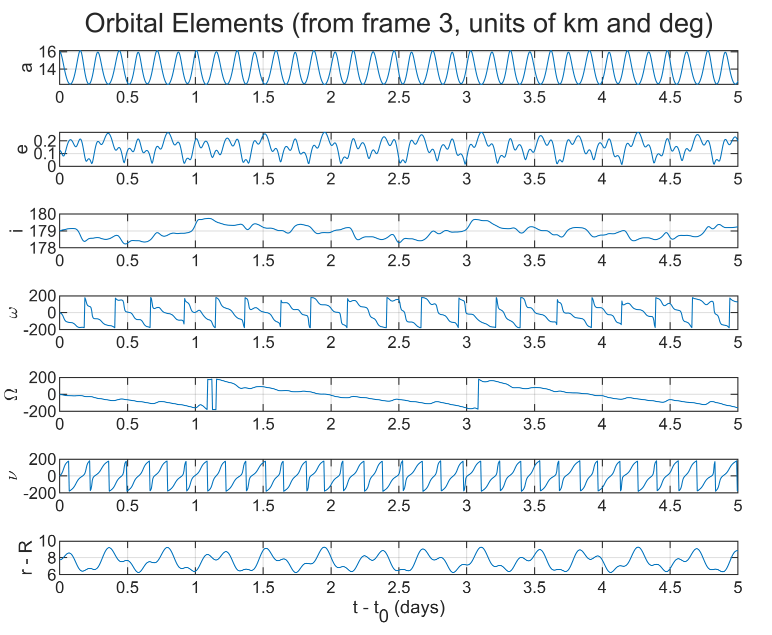 Orbital Elements (from frame 3, units of km and deg)
a
16
14
0 0.5 1 1.5 2 2.5 3 3.5 4 4.5 5
e
0.2
0.1
0
0 0.5 1 1.5 2 2.5 3 3.5 4 4.5 5
i
180
179
178
0 0.5 1 1.5 2 2.5 3 3.5 4 4.5 5
ω
200
0
-200
0 0.5 1 1.5 2 2.5 3 3.5 4 4.5 5
Ω
200
0
-200
0 0.5 1 1.5 2 2.5 3 3.5 4 4.5 5
ν
200
0
-200
0 0.5 1 1.5 2 2.5 3 3.5 4 4.5 5
r - R
10
8
6
0 0.5 1 1.5 2 2.5 3 3.5 4 4.5 5
t - t0 (days)